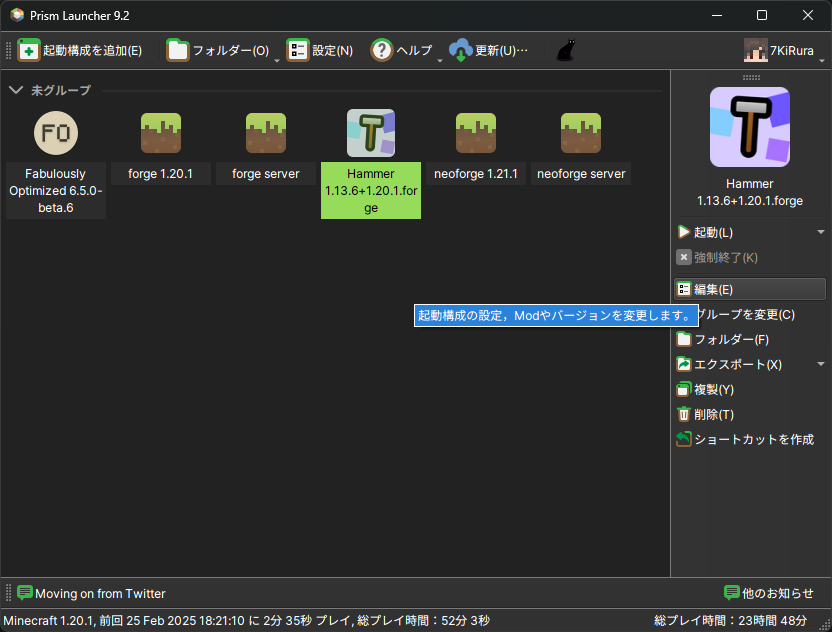 Prism Launcher 9.2
起動構成を追加(E)
フォルダー(O)
設定(N)
ヘルプ
更新(U)…
7KiRura
未グループ
FO
Fabulously
Optimized 6.5.0-
beta.6
forge 1.20.1
forge server
Hammer
1.13.6+1.20.1.for
ge
neoforge 1.21.1
neoforge server
Hammer
1.13.6+1.20.1.forge
起動(L)
強制終了(K)
編集(E)
起動構成の設定，Modやバージョンを変更します。
グループを変更(C)
フォルダー(F)
エクスポート(X)
複製(Y)
削除(T)
ショートカットを作成
Moving on from Twitter
他のお知らせ
Minecraft 1.20.1, 前回 25 Feb 2025 18:21:10 に 2分 35秒 プレイ, 総プレイ時間：52分 3秒
総プレイ時間：23時間 48分